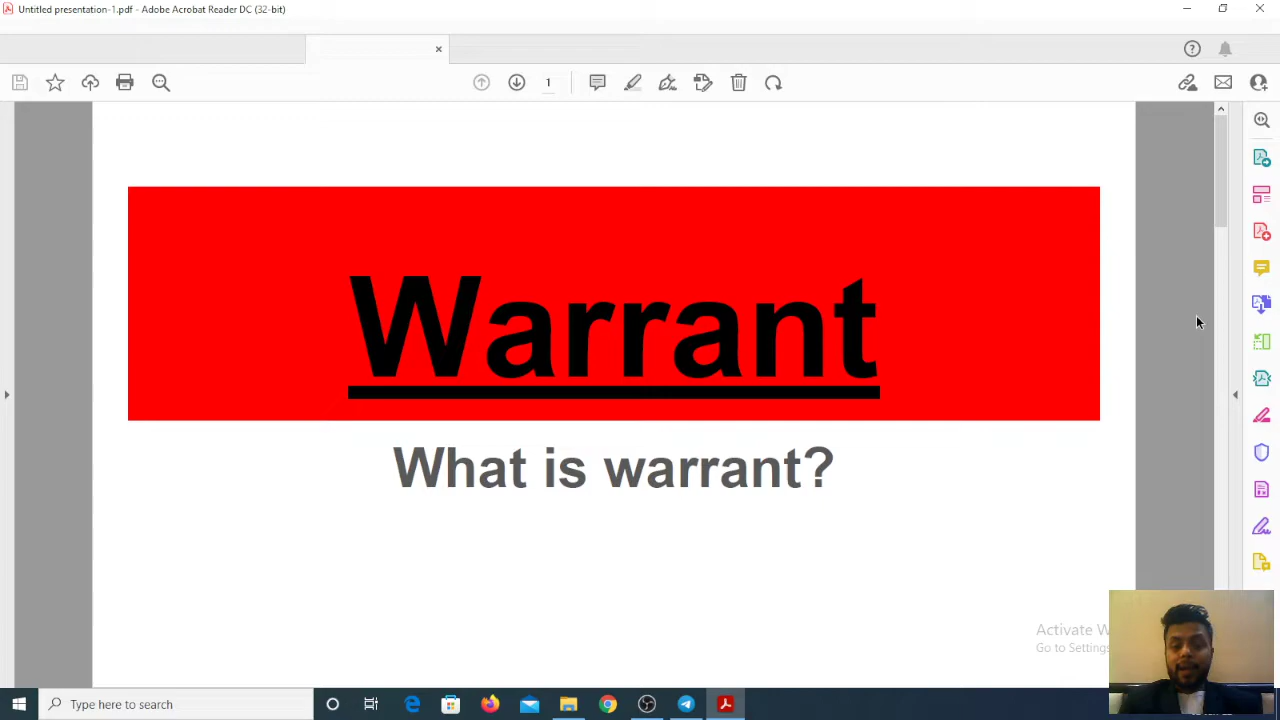 Untitled presentation-1.pdf - Adobe Acrobat Reader DC (32-bit)
1
Warrant
What is warrant?
Activate W
Go to Settings
Type here to search